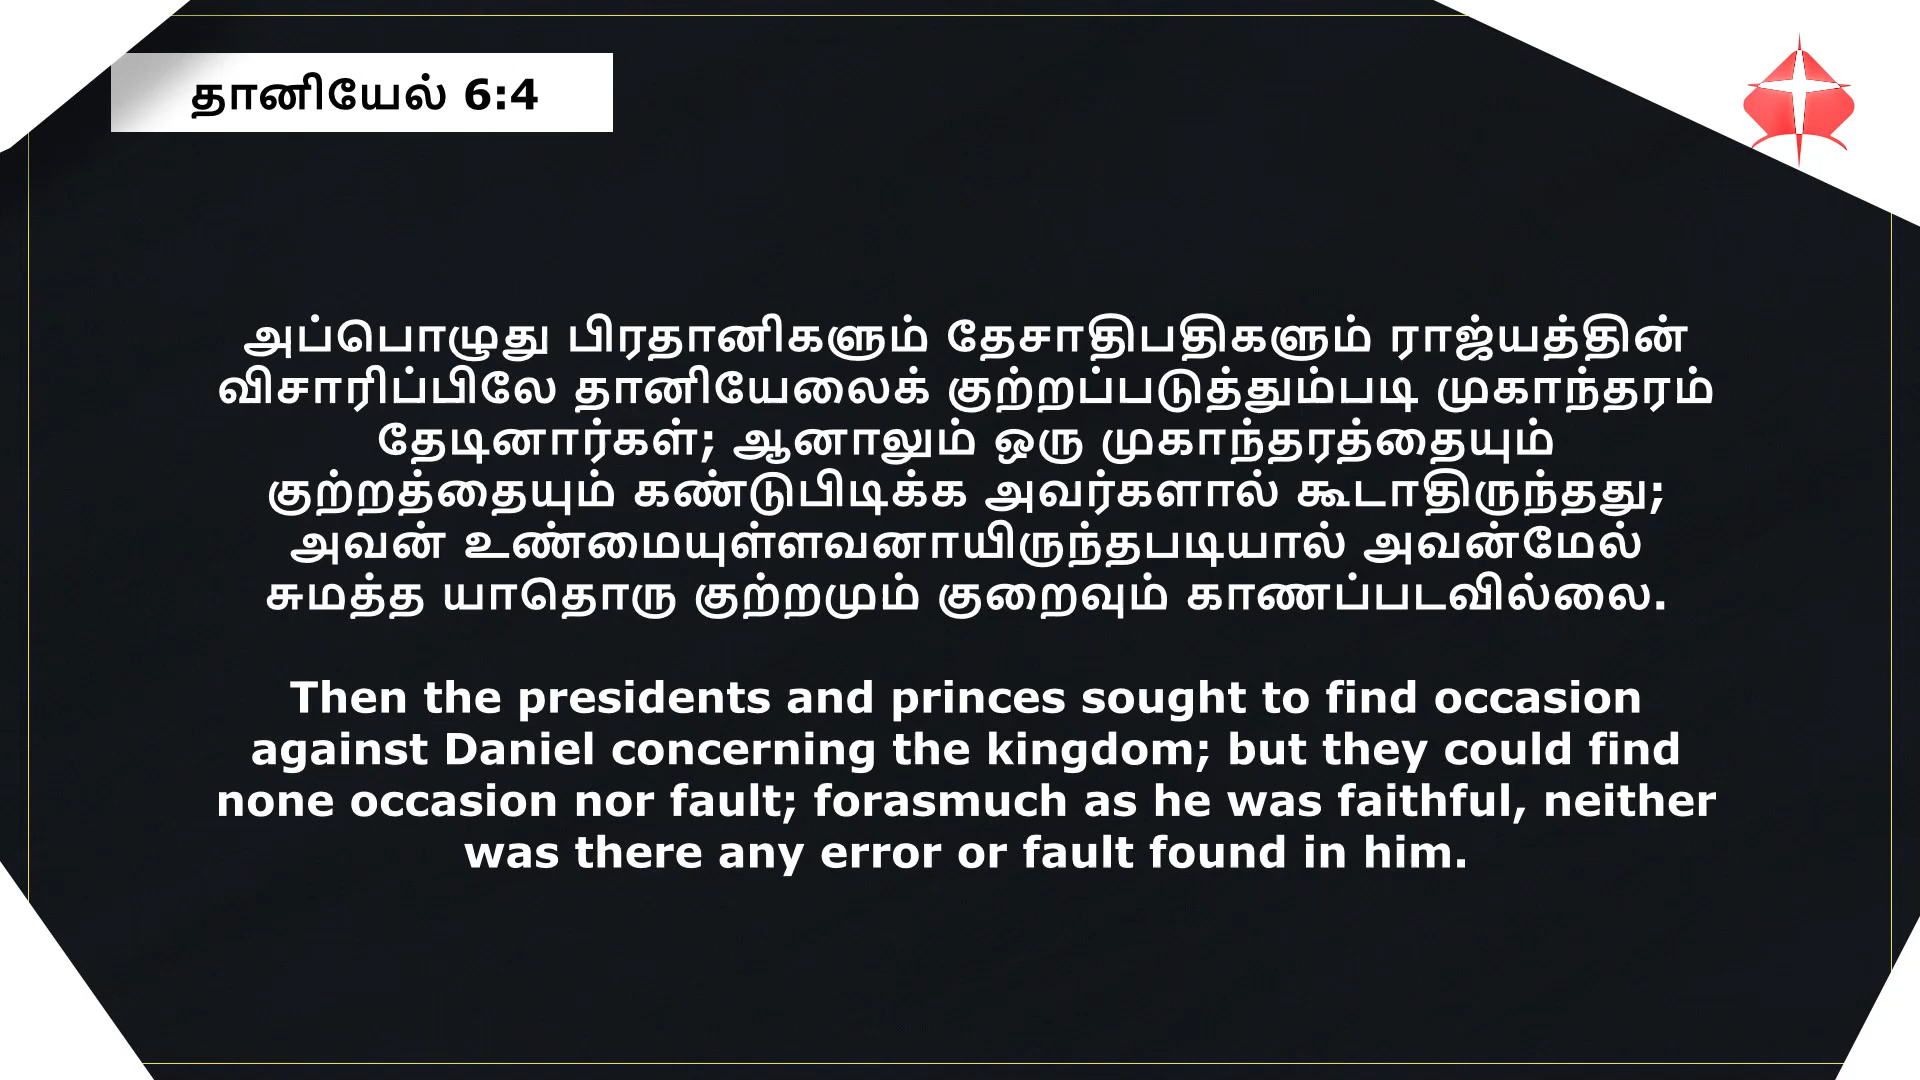 தானியேல் 6:4
அப்பொழுது பிரதானிகளும் தேசாதிபதிகளும் ராஜ்யத்தின்
விசாரிப்பிலே தானியேலைக் குற்றப்படுத்தும்படி முகாந்தரம்
தேடினார்கள்; ஆனாலும் ஒரு முகாந்தரத்தையும்
குற்றத்தையும் கண்டுபிடிக்க அவர்களால் கூடாதிருந்தது;
அவன் உண்மையுள்ளவனாயிருந்தபடியால் அவன்மேல்
சுமத்த யாதொரு குற்றமும் குறைவும் காணப்படவில்லை.
Then the presidents and princes sought to find occasion
against Daniel concerning the kingdom; but they could find
none occasion nor fault; forasmuch as he was faithful, neither
was there any error or fault found in him.